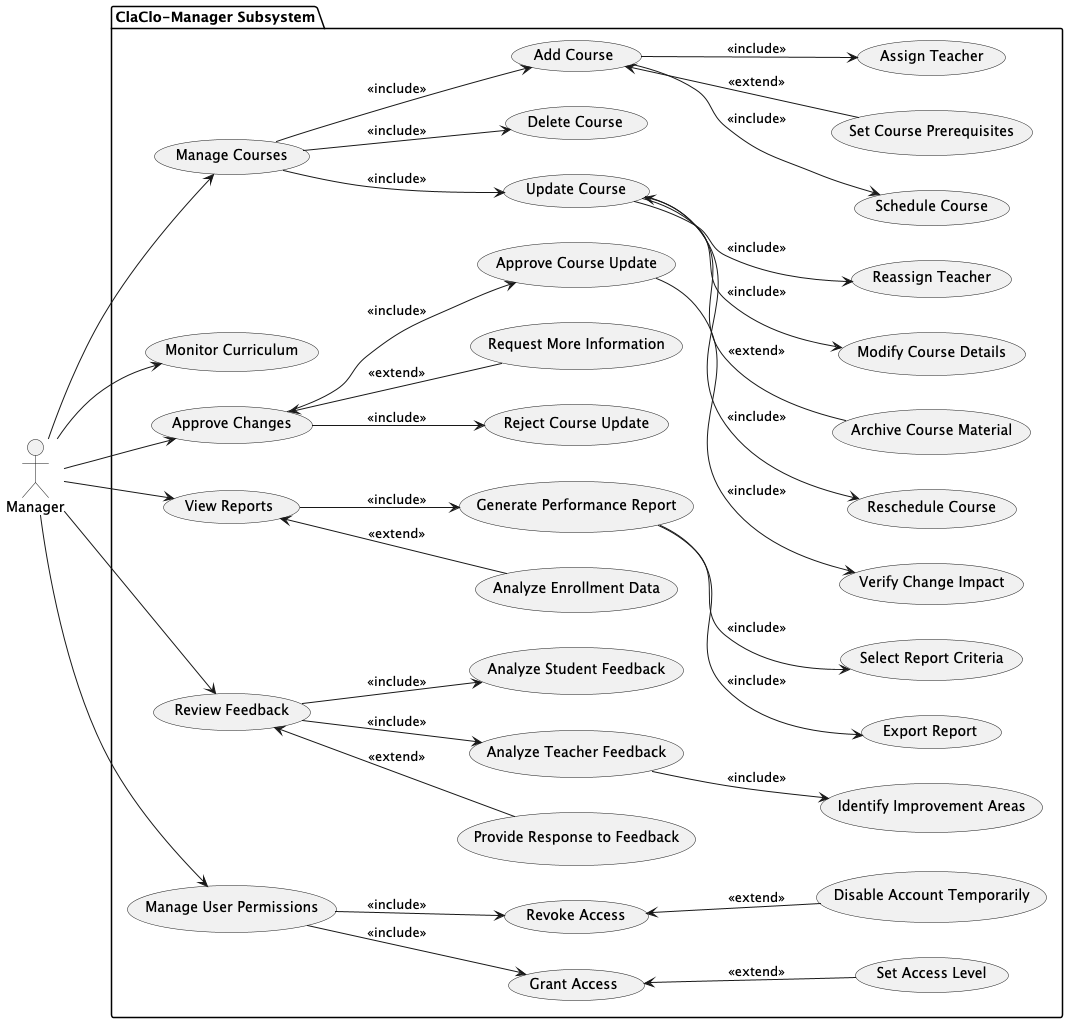 ClaClo-Manager Subsystem
Add Course
«include»
Assign Teacher
«extend»
«include»
Delete Course
«include»
Set Course Prerequisites
«include»
Manage Courses
«include»
Update Course
Schedule Course
«include»
Approve Course Update
Reassign Teacher
«include»
«include»
Request More Information
Monitor Curriculum
«extend»
Modify Course Details
«extend»
Approve Changes
«include»
Reject Course Update
«include»
Archive Course Material
Manager
View Reports
«include»
Generate Performance Report
«include»
Reschedule Course
«extend»
Analyze Enrollment Data
Verify Change Impact
«include»
Analyze Student Feedback
Select Report Criteria
«include»
«include»
Review Feedback
«include»
Analyze Teacher Feedback
Export Report
«extend»
«include»
Identify Improvement Areas
Provide Response to Feedback
Manage User Permissions
«include»
Revoke Access
«extend»
Disable Account Temporarily
«include»
Grant Access
«extend»
Set Access Level